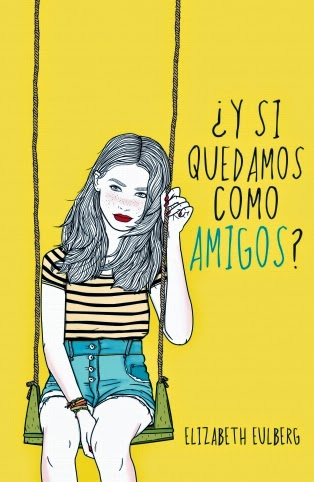 ¿Y SI
QUEDAMOS
COMO
AMIGOS?
ELIZABETH EULBERG